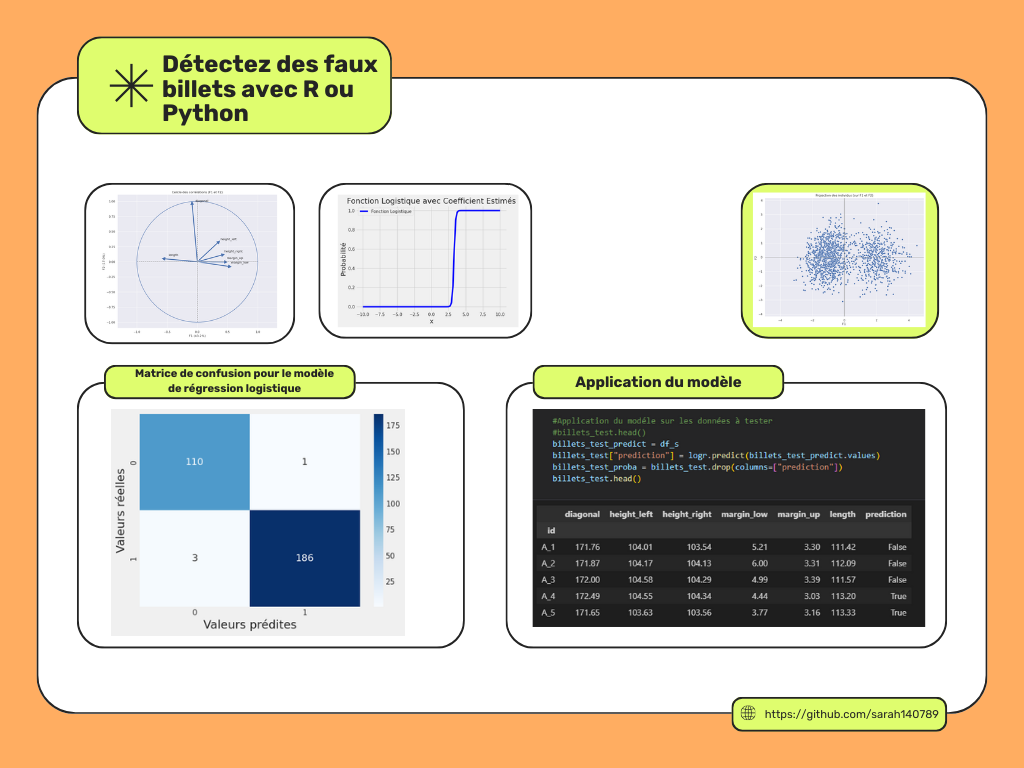 Détectez des faux
billets avec R ou
Python
Fonction Logistique avec Coefficient Estimés
Fonction Logistique
Probabilité
1.0
0.8
0.6
0.4
0.2
0.0
-10.0 -7.5 -5.0 -2.5 0.0 2.5 5.0 7.5 10.0
X
Matrice de confusion pour le modèle
de régression logistique
Valeurs réelles
0
1
110 1
3 186
0 1
Valeurs prédites
175
150
125
100
75
50
25
Application du modèle
#Application du modéle sur les données à tester
#billets_test.head()
billets_test_predict = df_s
billets_test["prediction"] = logr.predict(billets_test_predict.values)
billets_test_proba = billets_test.drop(columns=["prediction"])
billets_test.head()
diagonal height_left height_right margin_low margin_up length prediction
id
A_1 171.76 104.01 103.54 5.21 3.30 111.42 False
A_2 171.87 104.17 104.13 6.00 3.31 112.09 False
A_3 172.00 104.58 104.29 4.99 3.39 111.57 False
A_4 172.49 104.55 104.34 4.44 3.03 113.20 True
A_5 171.65 103.63 103.56 3.77 3.16 113.33 True
https://github.com/sarah140789